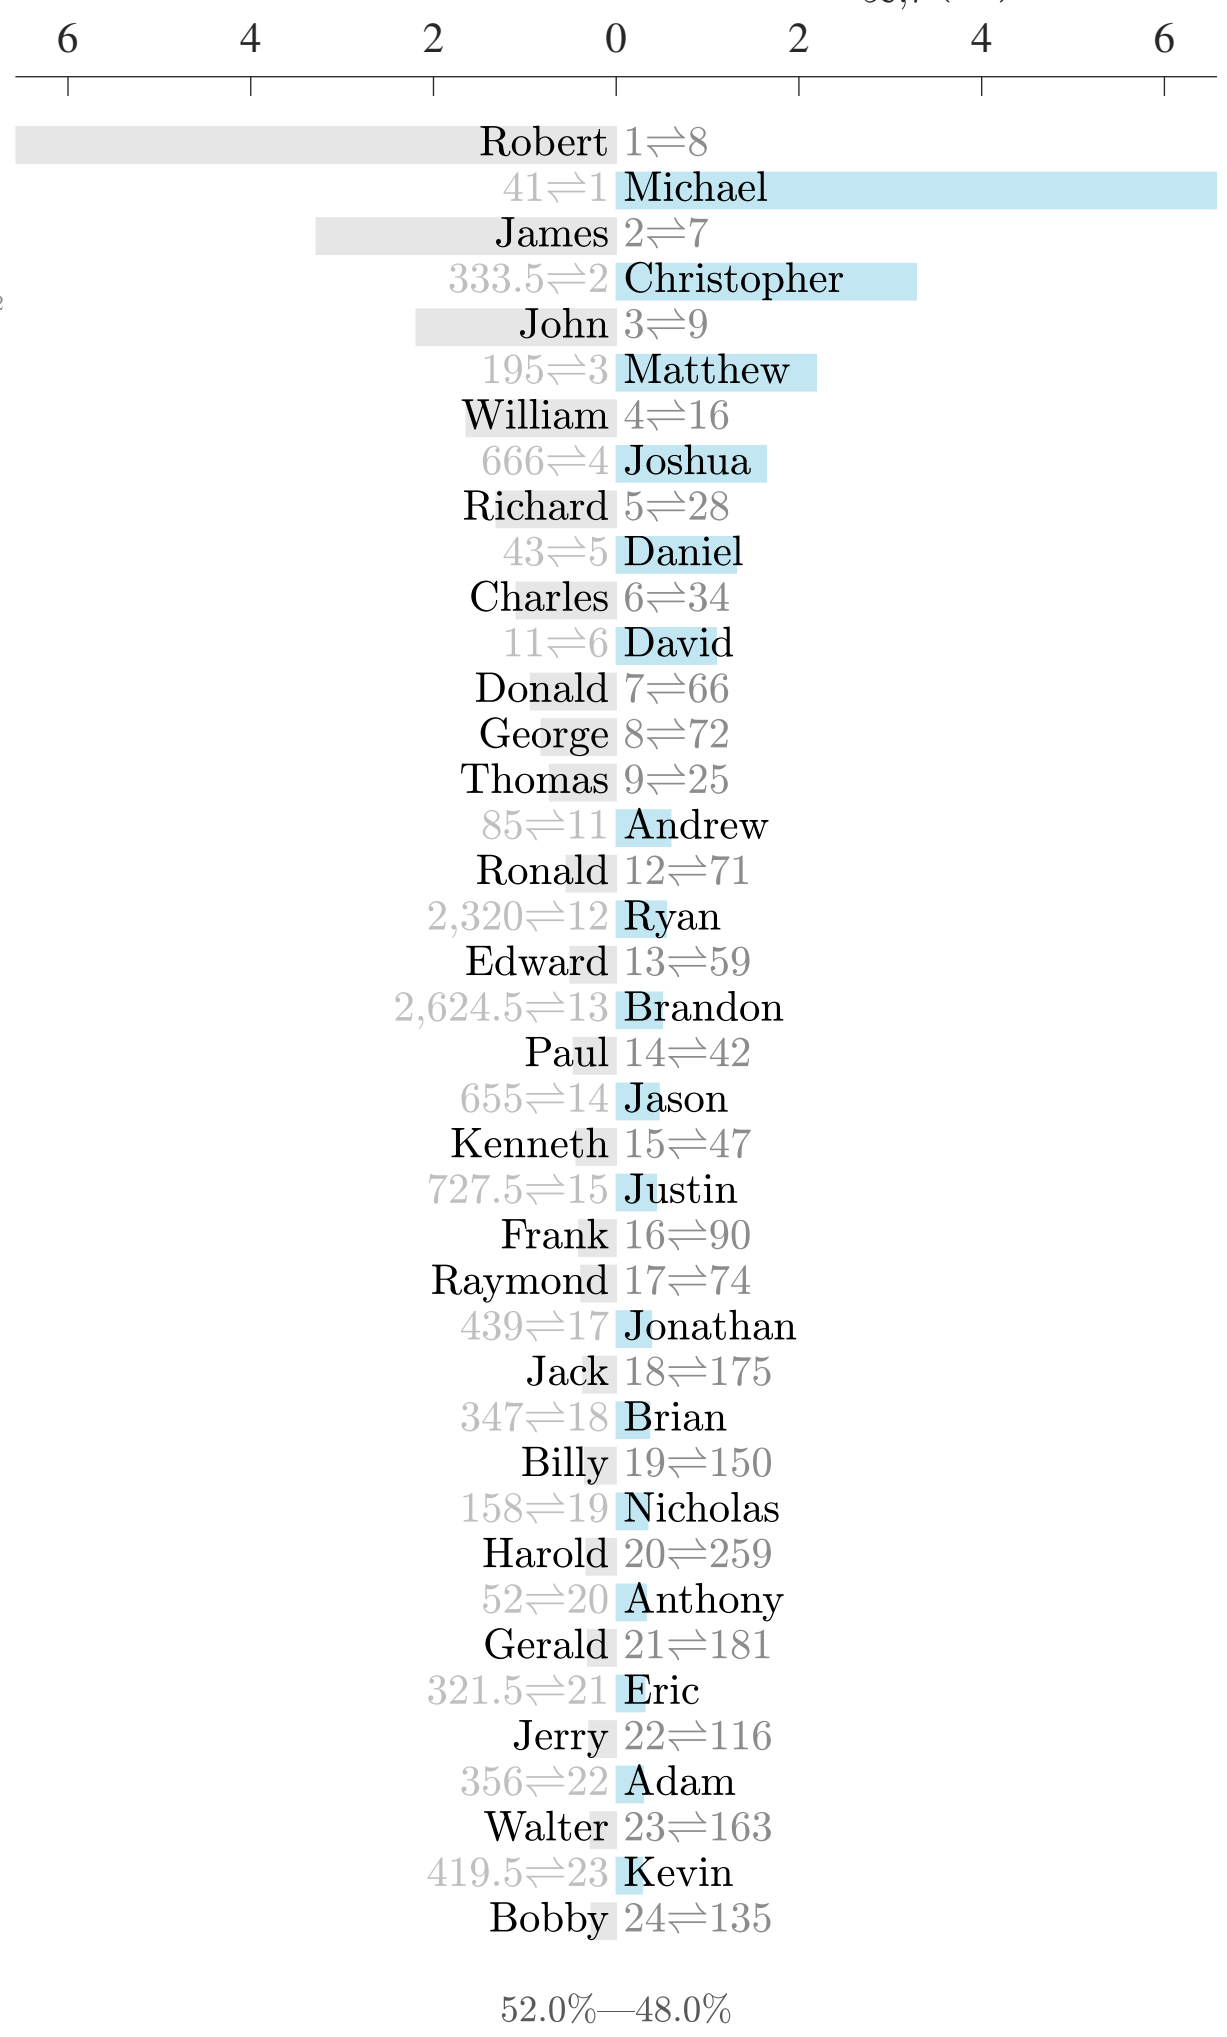 6 4 2 0 2 4 6
Robert 1⇌8
41⇌1 Michael
James 2⇌7
333.5⇌2 Christopher
John 3⇌9
195⇌3 Matthew
William 4⇌16
666⇌4 Joshua
Richard 5⇌28
43⇌5 Daniel
Charles 6⇌34
11⇌6 David
Donald 7⇌66
George 8⇌72
Thomas 9⇌25
85⇌11 Andrew
Ronald 12⇌71
2,320⇌12 Ryan
Edward 13⇌59
2,624.5⇌13 Brandon
Paul 14⇌42
655⇌14 Jason
Kenneth 15⇌47
727.5⇌15 Justin
Frank 16⇌90
Raymond 17⇌74
439⇌17 Jonathan
Jack 18⇌175
347⇌18 Brian
Billy 19⇌150
158⇌19 Nicholas
Harold 20⇌259
52⇌20 Anthony
Gerald 21⇌181
321.5⇌21 Eric
Jerry 22⇌116
356⇌22 Adam
Walter 23⇌163
419.5⇌23 Kevin
Bobby 24⇌135
52.0%—48.0%